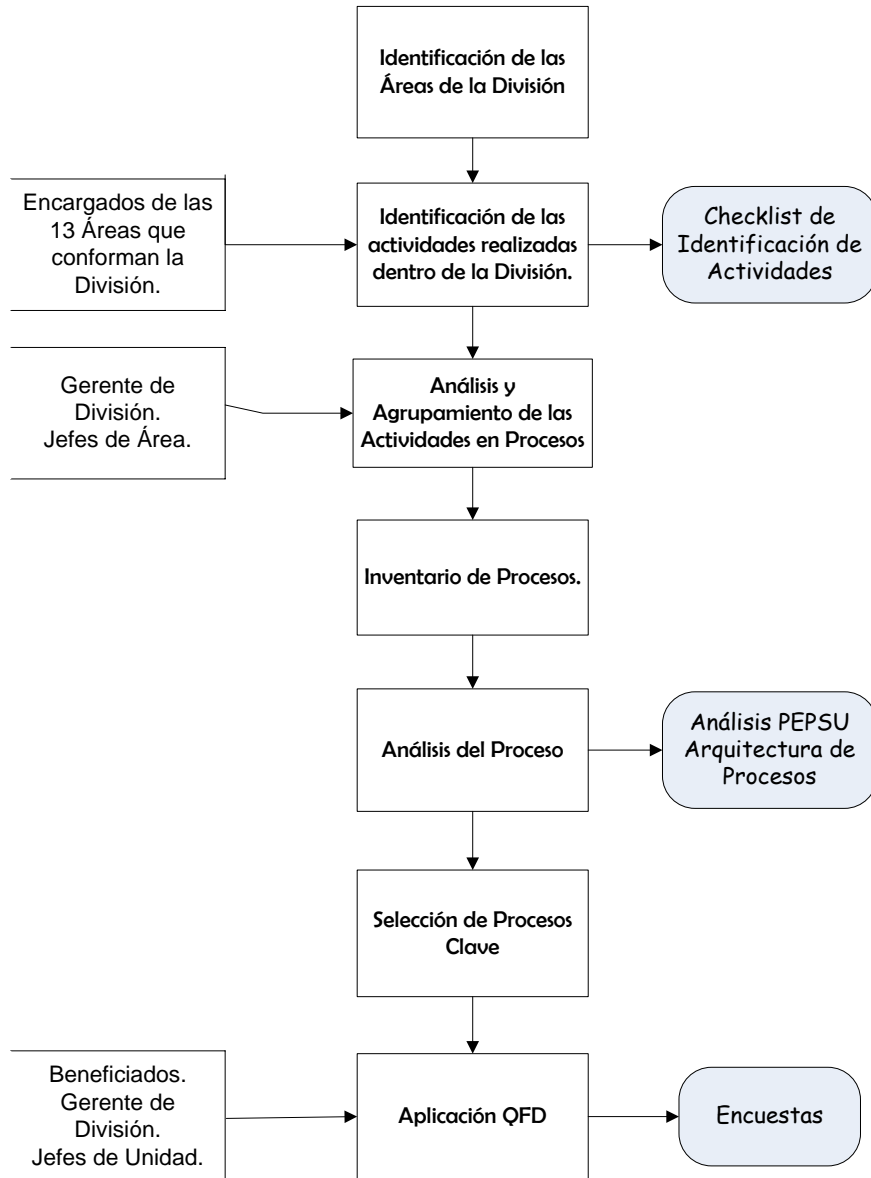 Identificación de las
Áreas de la División
Encargados de las
13 Áreas que
conforman la
División.
Identificación de las
actividades realizadas
dentro de la División.
Checklist de
Identificación de
Actividades
Gerente de
División.
Jefes de Área.
Análisis y
Agrupamiento de las
Actividades en Procesos
Inventario de Procesos.
Análisis del Proceso
Análisis PEPSU
Arquitectura de
Procesos
Selección de Procesos
Clave
Beneficiados.
Gerente de
División.
Jefes de Unidad.
Aplicación QFD
Encuestas